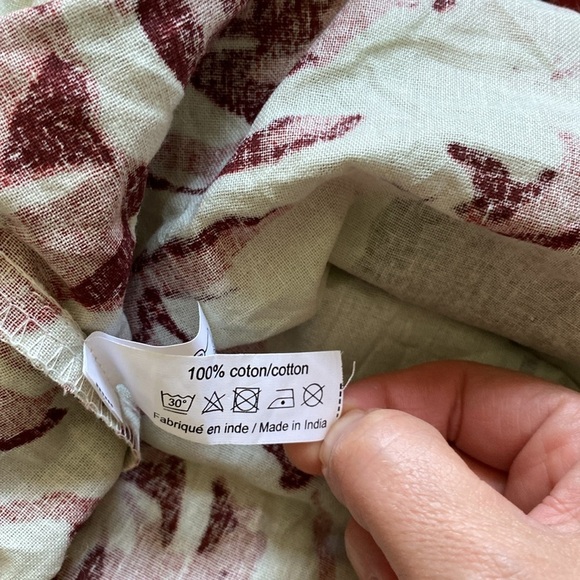 100% coton/cotton
30°
Fabriqué en inde / Made in India